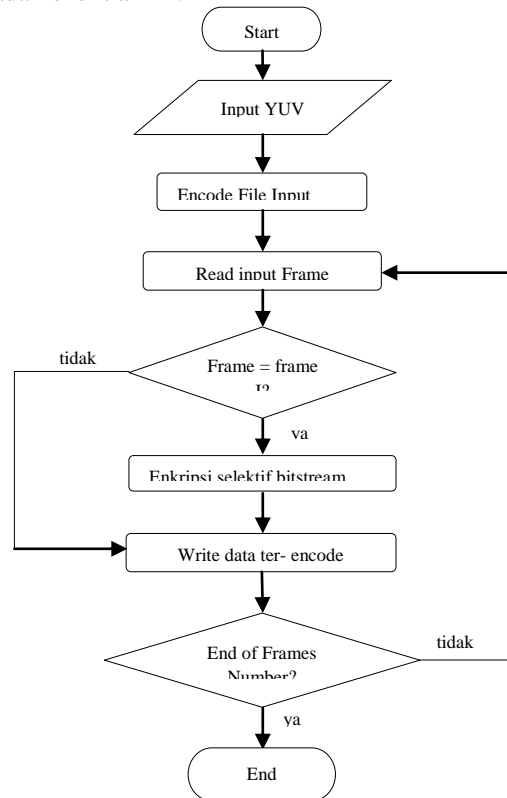 Start
Input YUV
Encode File Input
Read input Frame
Frame = frame
I?
tidak
ya
Enkripsi selektif bitstream
Write data ter- encode
End of Frames
Number?
tidak
ya
End